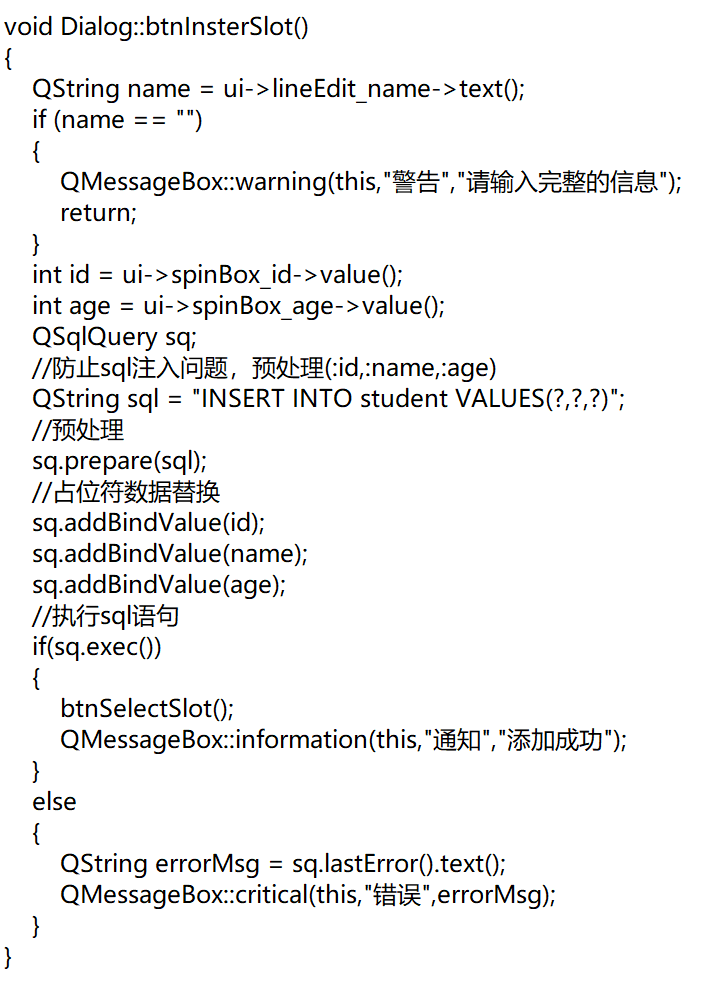 void Dialog::btnInsterSlot()
{
    QString name = ui->lineEdit_name->text();
    if (name == "")
    {
        QMessageBox::warning(this,"警告","请输入完整的信息");
        return;
    }
    int id = ui->spinBox_id->value();
    int age = ui->spinBox_age->value();
    QSqlQuery sq;
    //防止sql注入问题，预处理(:id,:name,:age)
    QString sql = "INSERT INTO student VALUES(?,?,?)";
    //预处理
    sq.prepare(sql);
    //占位符数据替换
    sq.addBindValue(id);
    sq.addBindValue(name);
    sq.addBindValue(age);
    //执行sql语句
    if(sq.exec())
    {
        btnSelectSlot();
        QMessageBox::information(this,"通知","添加成功");
    }
    else
    {
        QString errorMsg = sq.lastError().text();
        QMessageBox::critical(this,"错误",errorMsg);
    }
}